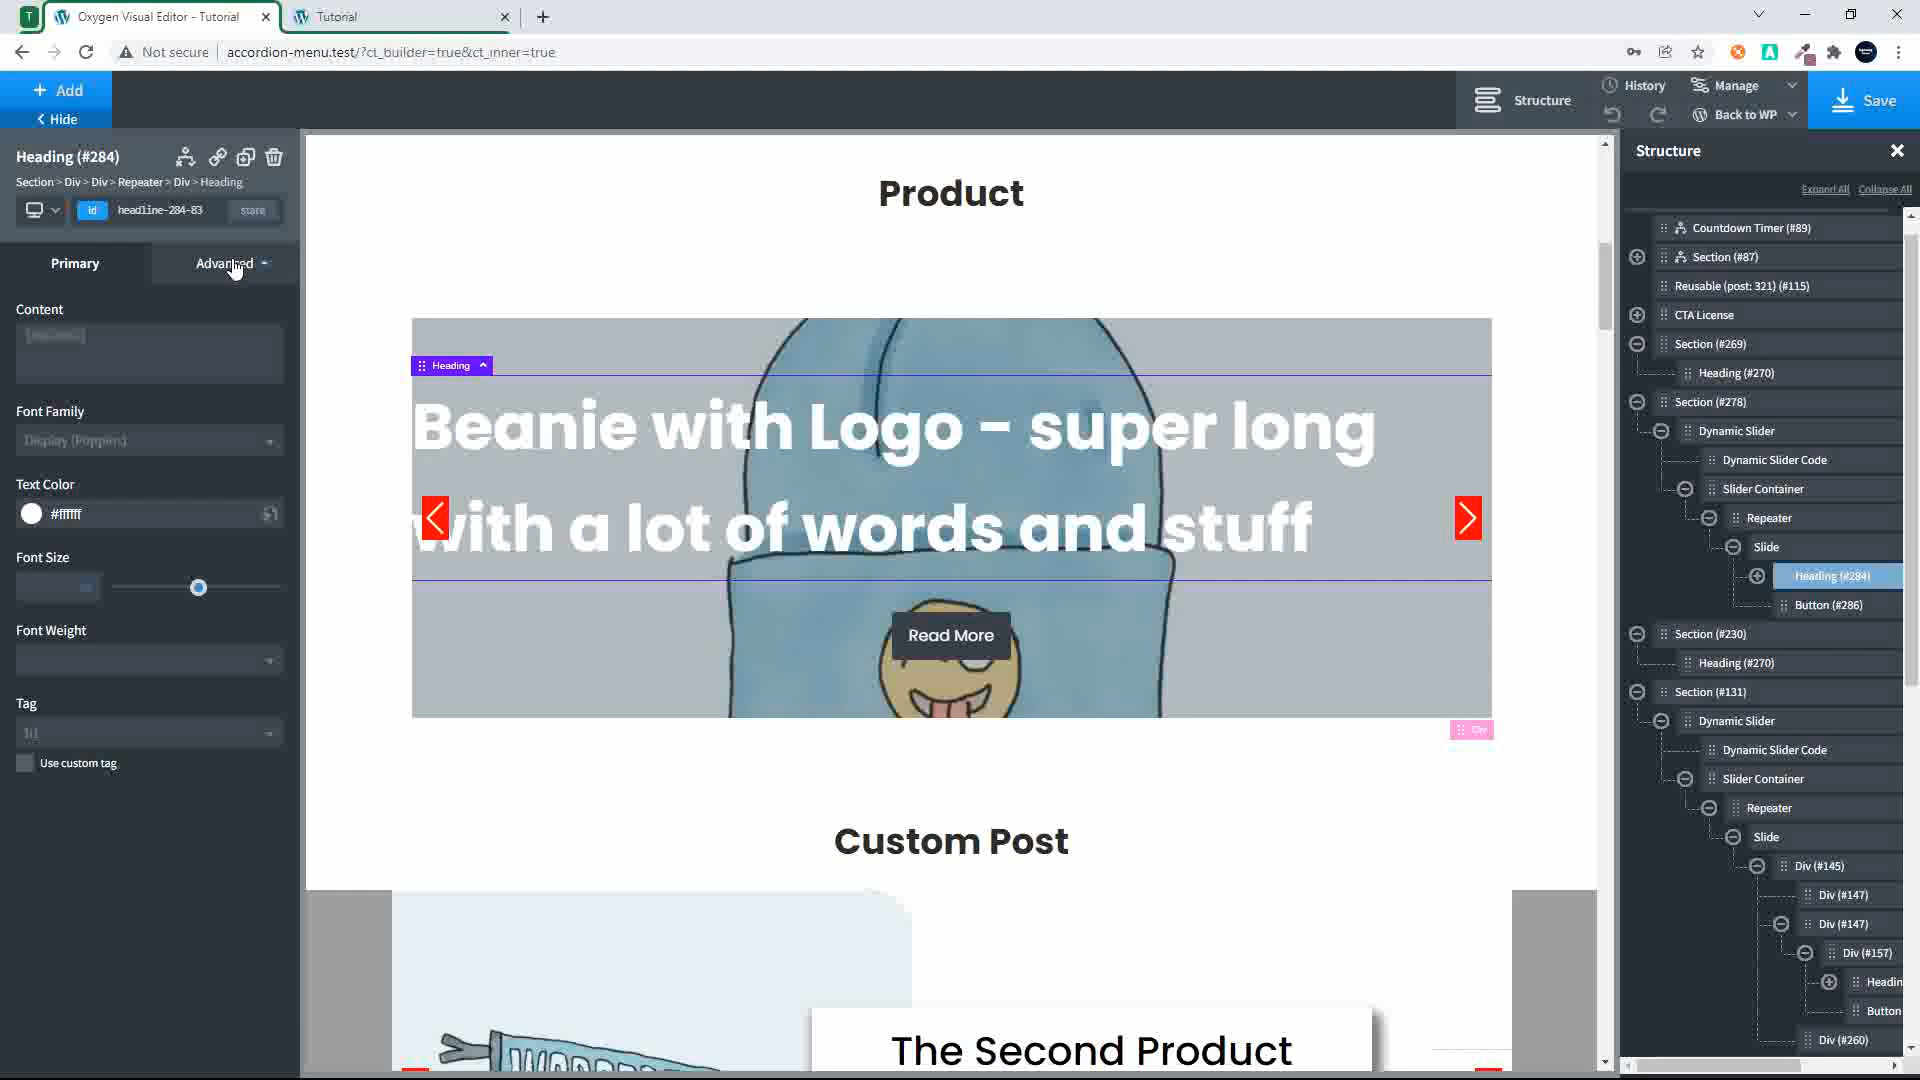 T
Oxygen Visual Editor - Tutorial
Tutorial
Not secure
accordion-menu.test/?ct_builder=true&ct_inner=true
A
+ Add
Hide
Structure
History
Manage
Back to WP
Save
Heading (#284)
Section > Div > Div > Repeater > Div > Heading
id
headline-284-83
state
Primary
Advanced
Content
Font Family
Display (Poppins)
Text Color
#ffffff
Font Size
Font Weight
Tag
h1
Use custom tag
Product
Heading
Beanie with Logo – super long
with a lot of words and stuff
Read More
Div
Custom Post
The Second Product
Structure
Expand All
Collapse All
Countdown Timer (#89)
Section (#87)
Reusable (post: 321) (#115)
CTA License
Section (#269)
Heading (#270)
Section (#278)
Dynamic Slider
Dynamic Slider Code
Slider Container
Repeater
Slide
Heading (#284)
Button (#286)
Section (#230)
Heading (#270)
Section (#131)
Dynamic Slider
Dynamic Slider Code
Slider Container
Repeater
Slide
Div (#145)
Div (#147)
Div (#147)
Div (#157)
Headin
Button
Div (#260)